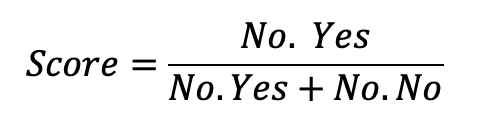 Score = No. Yes / No.Yes + No.No